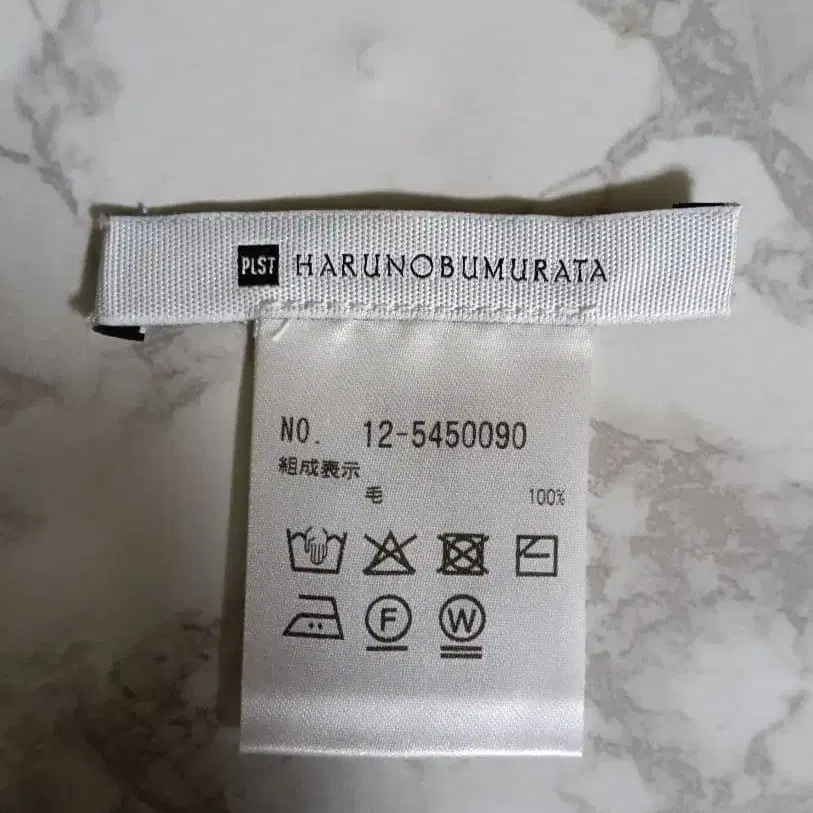 PLST HARUNOBUMURATA
NO. 12-5450090
組成表示
毛 100%
F W